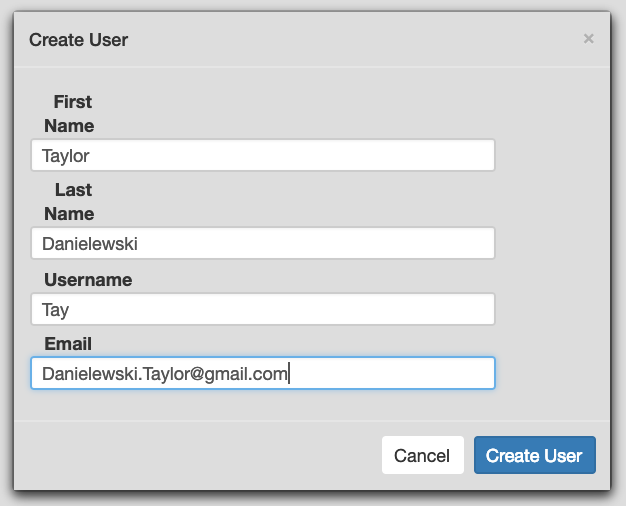 Create User ×
First
Name
Taylor
Last
Name
Danielewski
Username
Tay
Email
Danielewski.Taylor@gmail.com
Cancel Create User